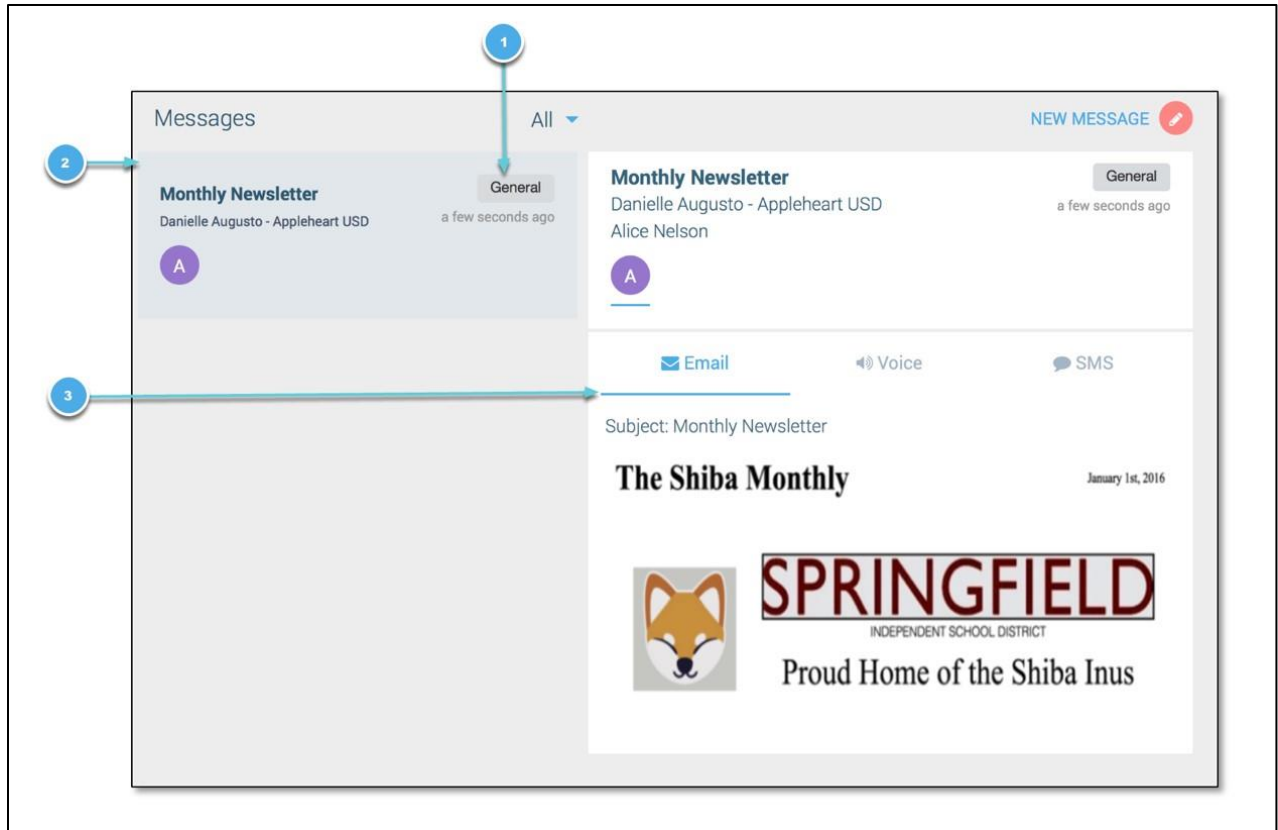 1
Messages
All
NEW MESSAGE
2
Monthly Newsletter
General
Danielle Augusto - Appleheart USD
a few seconds ago
A
Monthly Newsletter
General
Danielle Augusto - Appleheart USD
a few seconds ago
Alice Nelson
A
3
Email
Voice
SMS
Subject: Monthly Newsletter
The Shiba Monthly
January 1st, 2016
SPRINGFIELD
INDEPENDENT SCHOOL DISTRICT
Proud Home of the Shiba Inus